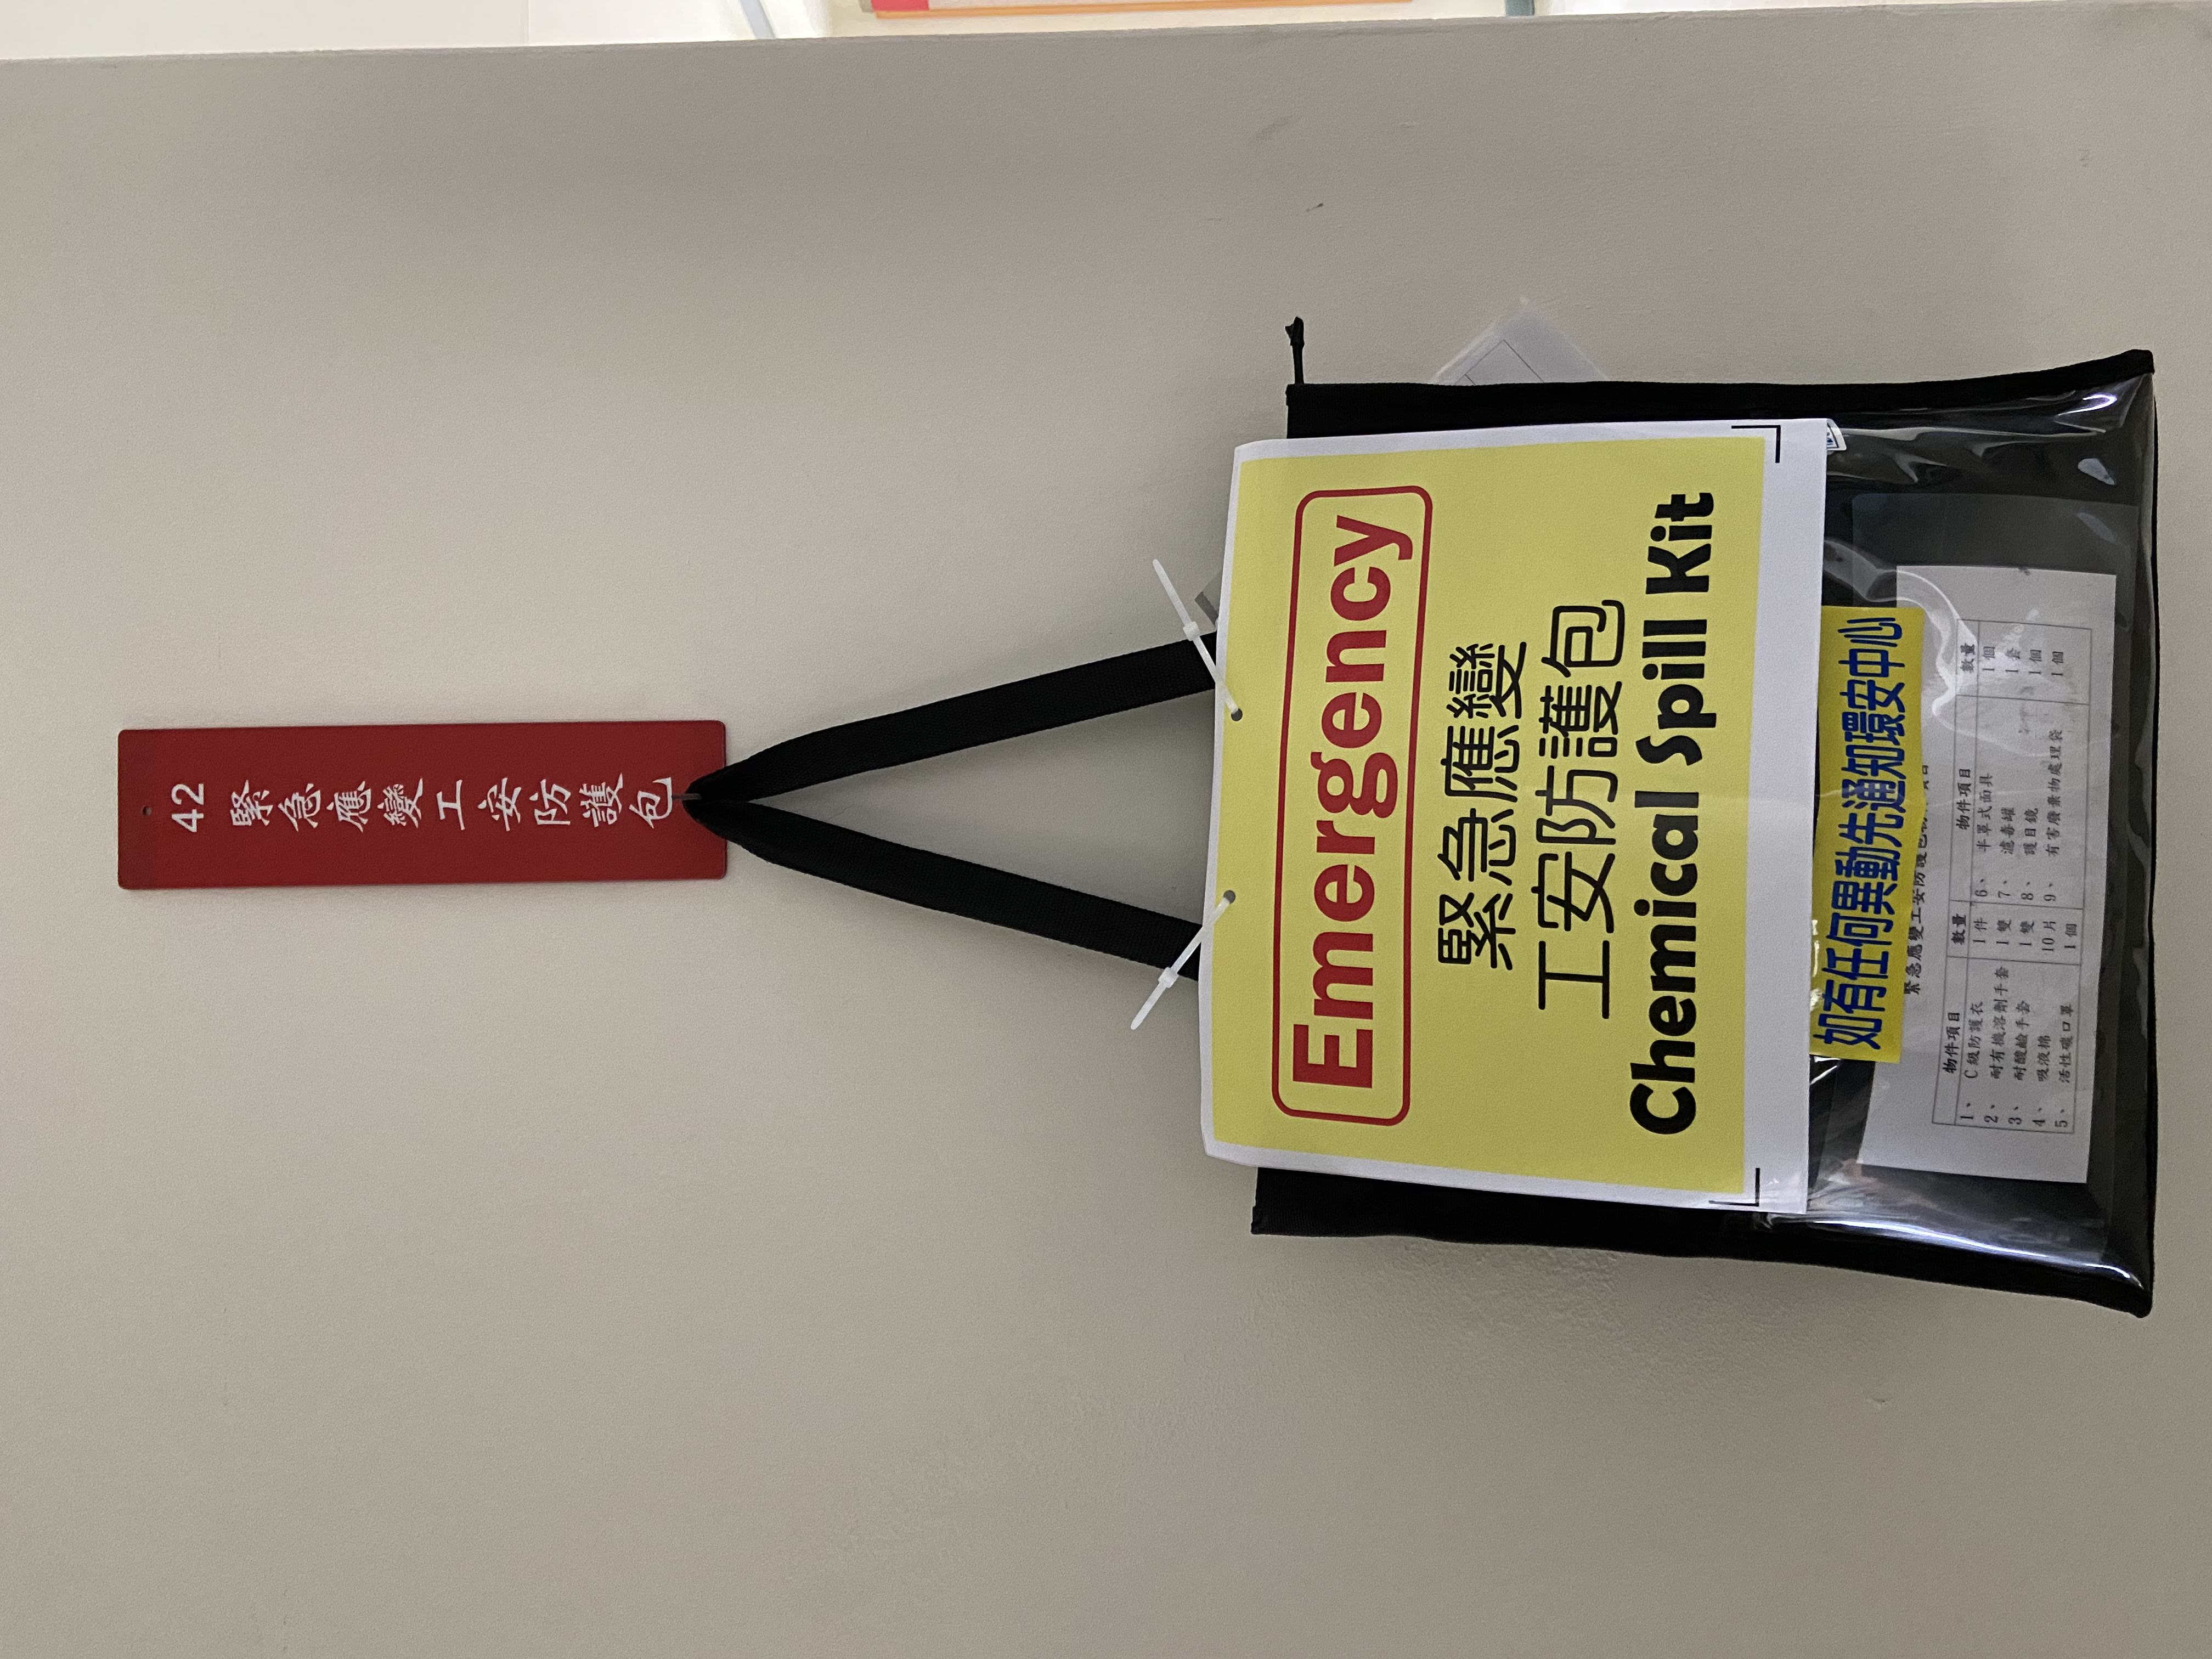 42
緊急應變工安防護包
Emergency
緊急應變
工安防護包
Chemical Spill Kit
如有任何異動先通知環安中心
緊急應變工安防護包物件項目
物件項目 數量 物件項目 數量
1、 C級防護衣 1件 6、 半罩式面具 1個
2、 耐有機溶劑手套 1雙 7、 濾毒罐 1套
3、 耐酸鹼手套 1雙 8、 護目鏡 1個
4、 吸液棉 10片 9、 有害廢棄物處理袋 1個
5、 活性碳口罩 1個